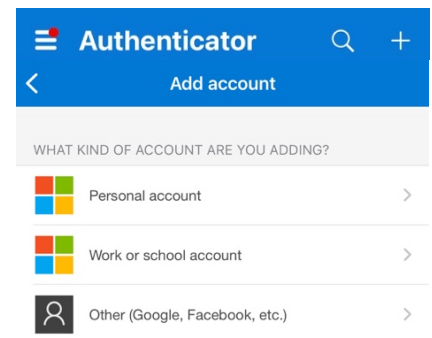 Authenticator
Add account
WHAT KIND OF ACCOUNT ARE YOU ADDING?
Personal account
Work or school account
Other (Google, Facebook, etc.)